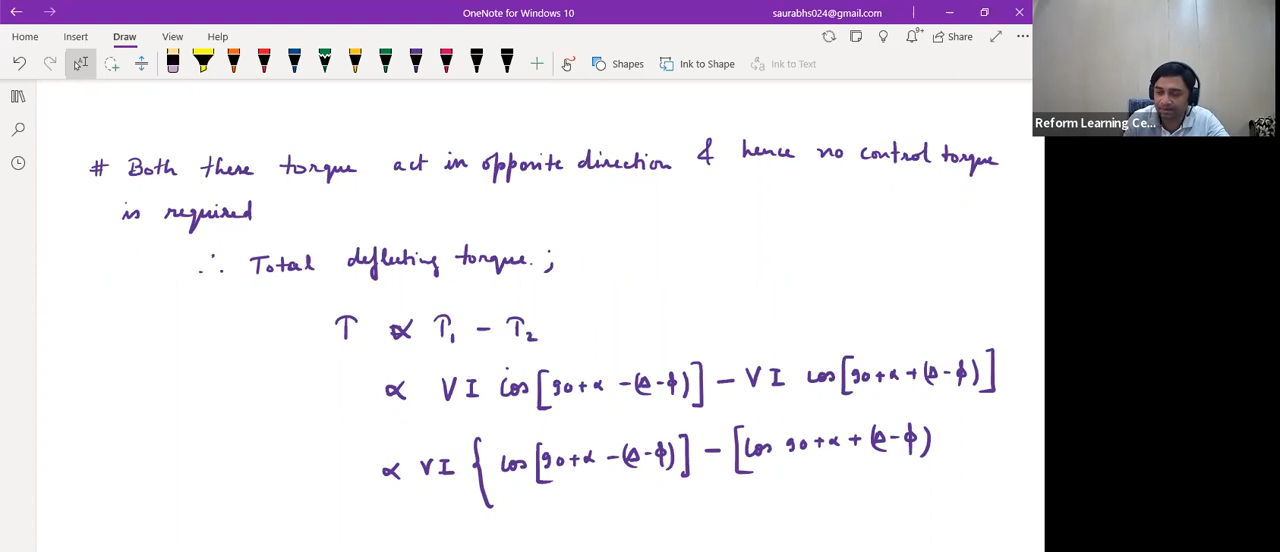 OneNote for Windows 10
saurabhs024@gmail.com
Home Insert Draw View Help
Share
Shapes Ink to Shape Ink to Text
Reform Learning Ce...
# Both these torque act in opposite direction & hence no control torque
is required
∴ Total deflecting torque ;
T ∝ T₁ - T₂
∝ VI cos[90+α-(Δ-φ)] - VI cos[90+α+(Δ-φ)]
∝ VI { cos[90+α-(Δ-φ)] - [cos 90+α+(Δ-φ)